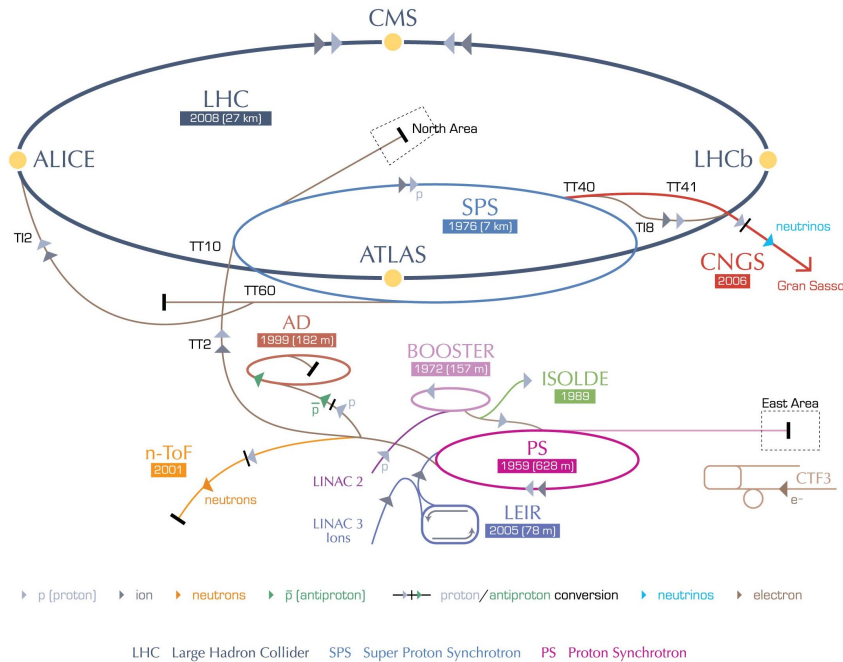 CMS
LHC
2008 (27 km)
North Area
ALICE
LHCb
TT40
TT41
p
SPS
1976 (7 km)
TI8
neutrinos
TI2
TT10
ATLAS
CNGS
2006
Gran Sasso
TT60
AD
1999 (182 m)
TT2
BOOSTER
1972 (157 m)
ISOLDE
1989
p̅
p
East Area
n-ToF
2001
PS
1959 (628 m)
p
neutrons
LINAC 2
CTF3
e-
LINAC 3
Ions
LEIR
2005 (78 m)
p (proton)
ion
neutrons
p̅ (antiproton)
proton/antiproton conversion
neutrinos
electron
LHC Large Hadron Collider
SPS Super Proton Synchrotron
PS Proton Synchrotron